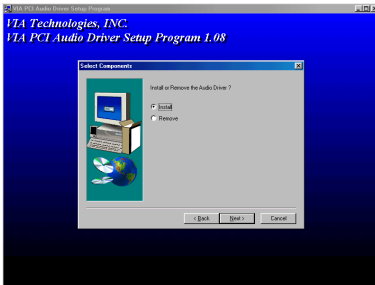 VIA PCI Audio Driver Setup Program
VIA Technologies, INC.
VIA PCI Audio Driver Setup Program 1.08
Select Components
Install or Remove the Audio Driver ?
Install
Remove
< Back
Next >
Cancel